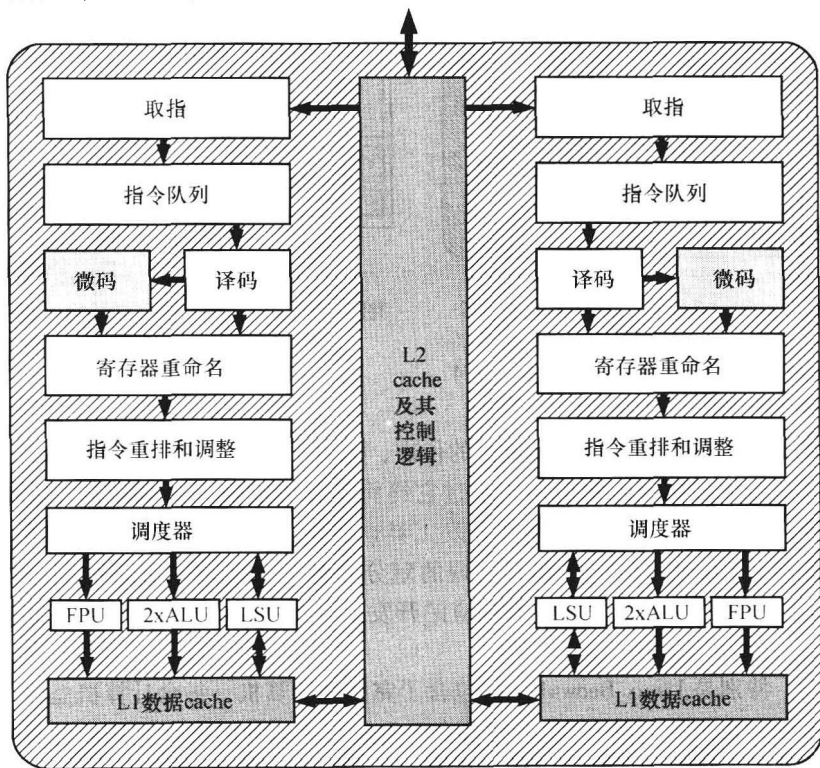 取指
指令队列
微码
译码
寄存器重命名
指令重排和调整
调度器
FPU
2xALU
LSU
L1数据cache
L2
cache
及其
控制
逻辑
取指
指令队列
译码
微码
寄存器重命名
指令重排和调整
调度器
LSU
2xALU
FPU
L1数据cache